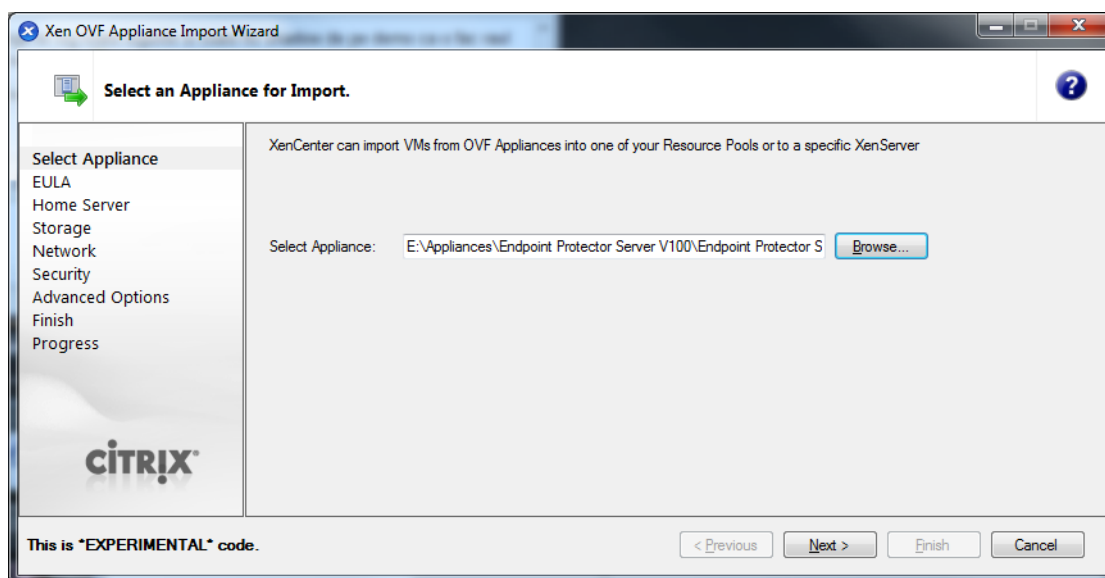 Xen OVF Appliance Import Wizard
Select an Appliance for Import.
Select Appliance
EULA
Home Server
Storage
Network
Security
Advanced Options
Finish
Progress
CİTRIX
XenCenter can import VMs from OVF Appliances into one of your Resource Pools or to a specific XenServer
Select Appliance: E:\Appliances\Endpoint Protector Server V100\Endpoint Protector S Browse...
This is *EXPERIMENTAL* code.
< Previous Next > Finish Cancel